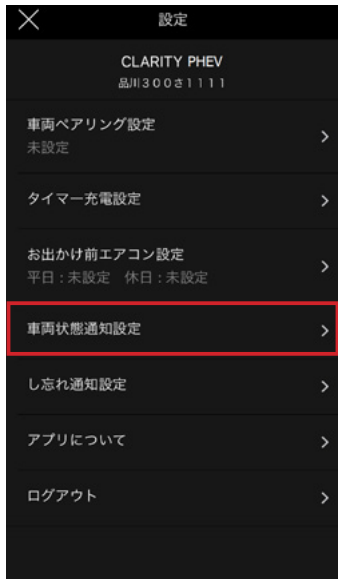 設定
CLARITY PHEV
品川300さ1111
車両ペアリング設定
未設定
タイマー充電設定
お出かけ前エアコン設定
平日：未設定　休日：未設定
車両状態通知設定
し忘れ通知設定
アプリについて
ログアウト